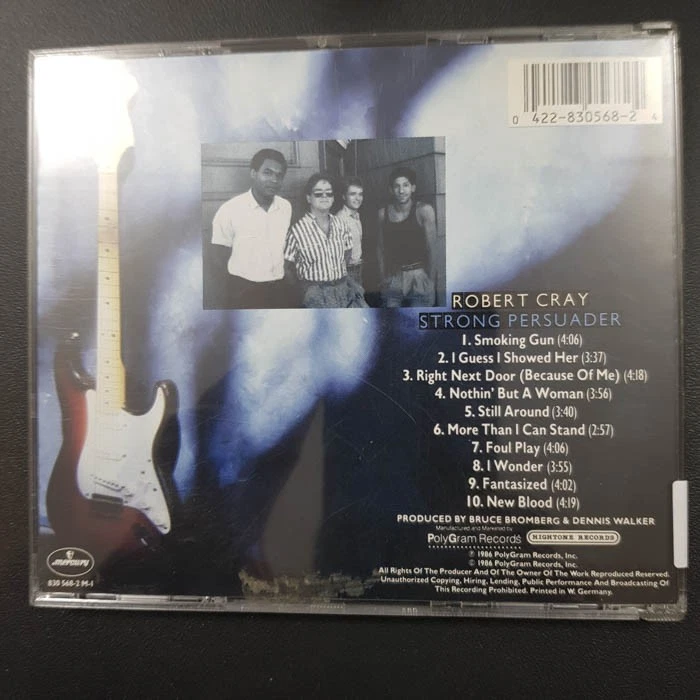 0 422-830568-2 4
ROBERT CRAY
STRONG PERSUADER
1. Smoking Gun (4:06)
2. I Guess I Showed Her (3:37)
3. Right Next Door (Because Of Me) (4:18)
4. Nothin' But A Woman (3:56)
5. Still Around (3:40)
6. More Than I Can Stand (2:57)
7. Foul Play (4:06)
8. I Wonder (3:55)
9. Fantasized (4:02)
10. New Blood (4:19)
PRODUCED BY BRUCE BROMBERG & DENNIS WALKER
Manufactured and Marketed by
PolyGram Records HIGHTONE RECORDS
℗ 1986 PolyGram Records, Inc.
© 1986 PolyGram Records, Inc.
All Rights Of The Producer And Of The Owner Of The Work Reproduced Reserved.
Unauthorized Copying, Hiring, Lending, Public Performance And Broadcasting Of
This Recording Prohibited. Printed in W. Germany.
mercury
830 568-2 M-1